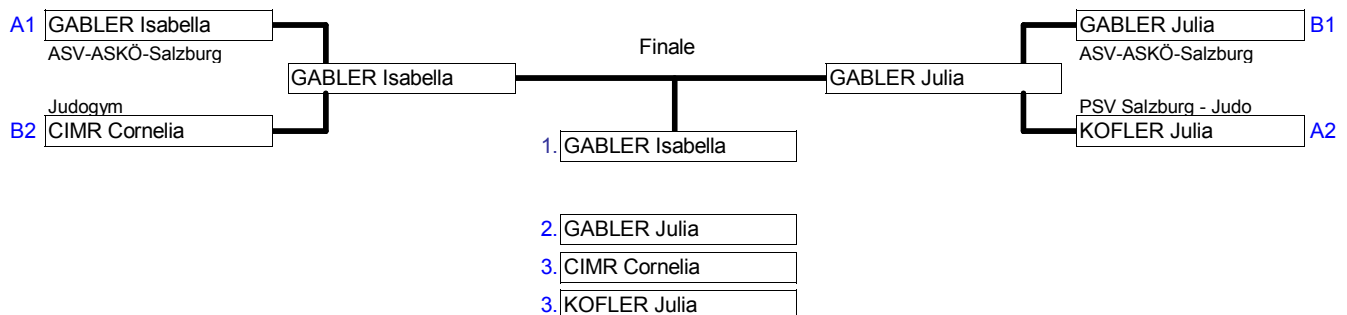 A1 GABLER Isabella
ASV-ASKÖ-Salzburg
GABLER Isabella
Judogym
B2 CIMR Cornelia
Finale
GABLER Julia B1
ASV-ASKÖ-Salzburg
GABLER Julia
PSV Salzburg - Judo
KOFLER Julia A2
1. GABLER Isabella
2. GABLER Julia
3. CIMR Cornelia
3. KOFLER Julia